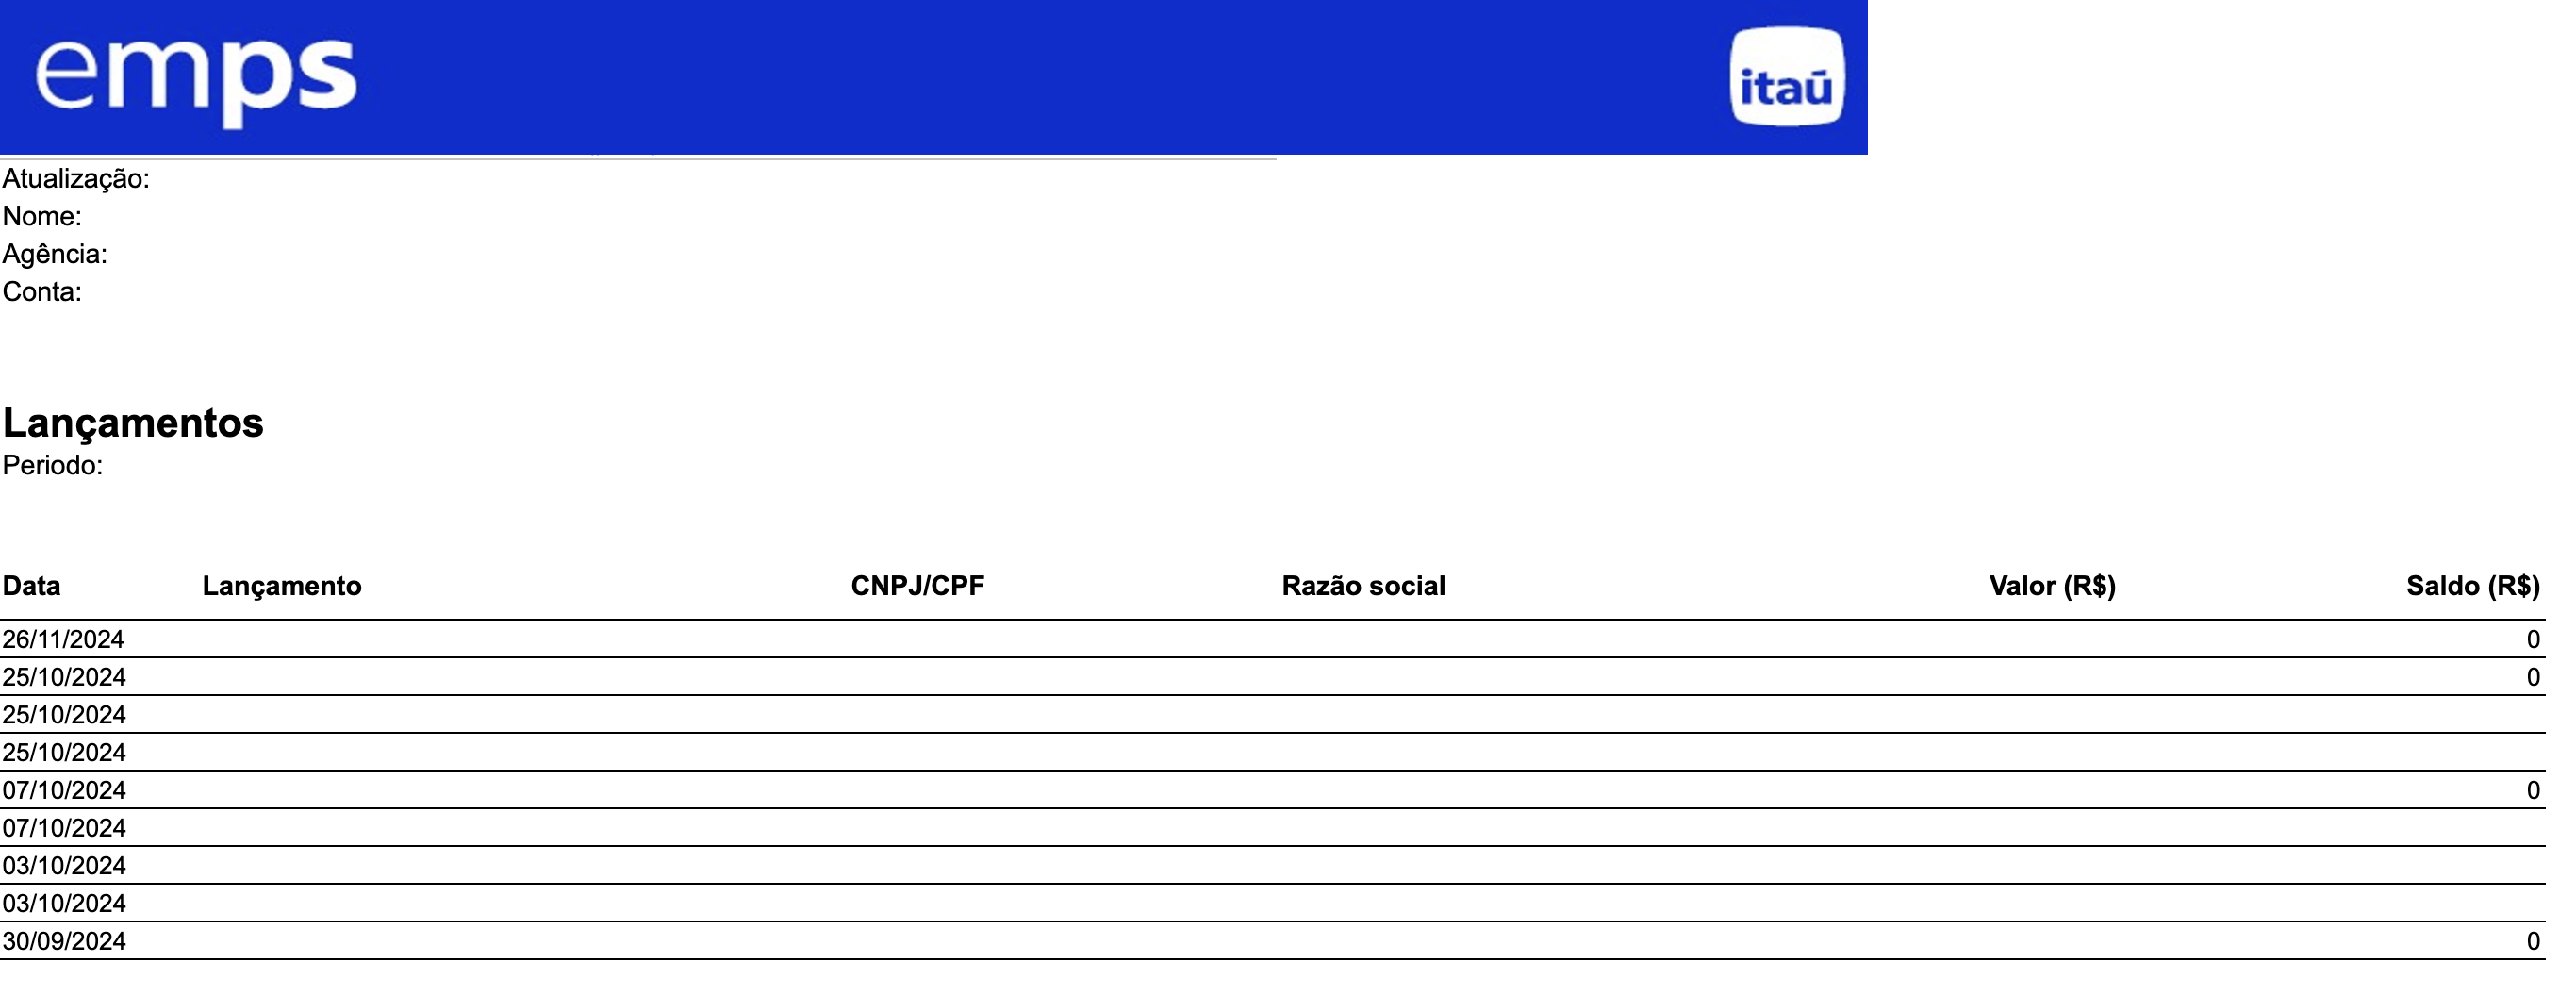 emps itaú
Atualização:
Nome:
Agência:
Conta:
Lançamentos
Periodo:
Data Lançamento CNPJ/CPF Razão social Valor (R$) Saldo (R$)
26/11/2024 0
25/10/2024 0
25/10/2024
25/10/2024
07/10/2024 0
07/10/2024
03/10/2024
03/10/2024
30/09/2024 0